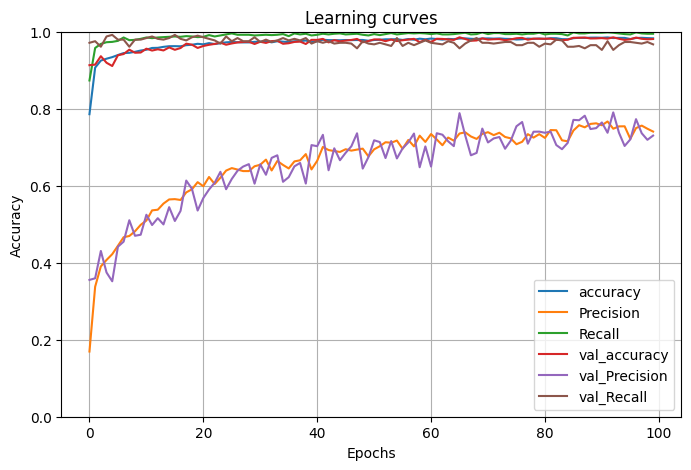 Learning curves
Accuracy
1.0
0.8
0.6
0.4
0.2
0.0
0
20
40
60
80
100
Epochs
accuracy
Precision
Recall
val_accuracy
val_Precision
val_Recall